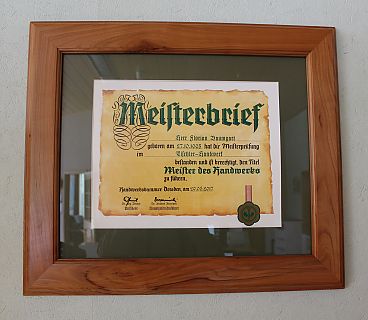 Meisterbrief
Herr Florian Baumgart
geboren am 27.10.1985 hat die Meisterprüfung
im Tischler-Handwerk
bestanden und ist berechtigt, den Titel
Meister des Handwerks
zu führen.
Handwerkskammer Dresden, am